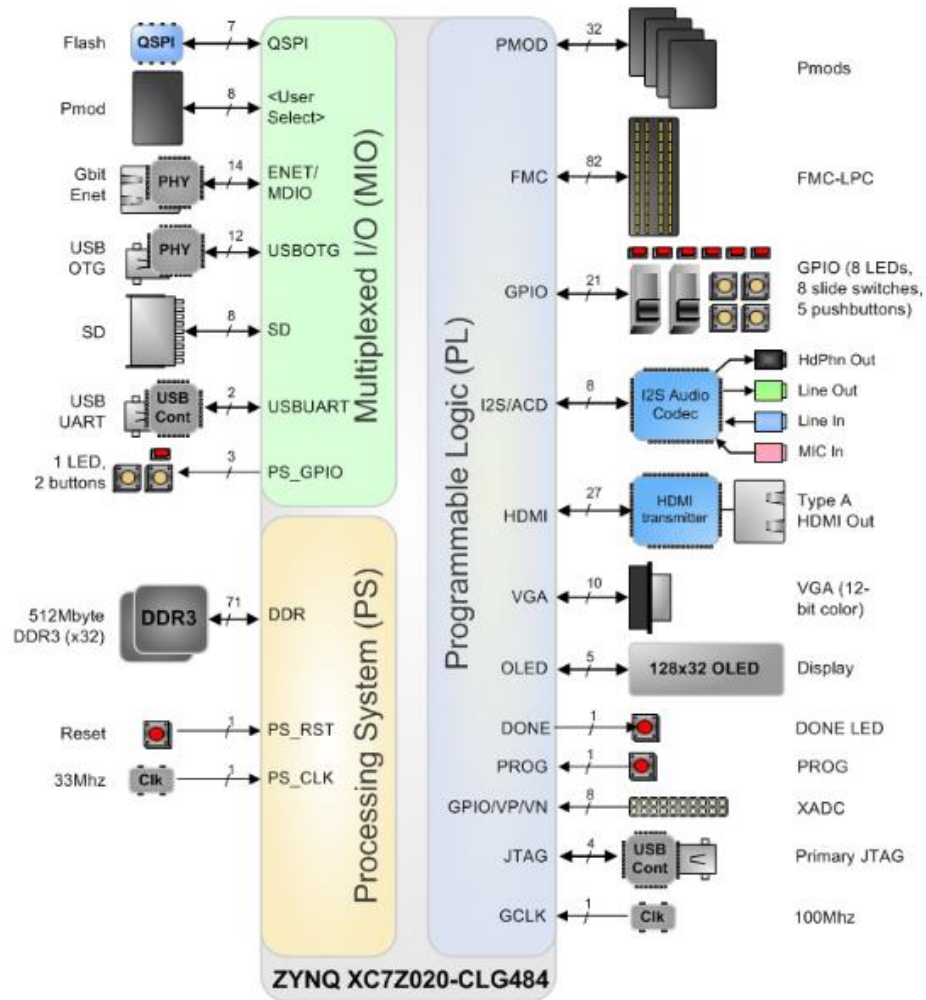 Flash
QSPI
7
QSPI
Pmod
8
<User
Select>
Gbit
Enet
PHY
14
ENET/
MDIO
USB
OTG
PHY
12
USBOTG
SD
8
SD
USB
UART
USB
Cont
2
USBUART
1 LED,
2 buttons
3
PS_GPIO
Multiplexed I/O (MIO)
512Mbyte
DDR3 (x32)
DDR3
71
DDR
Reset
1
PS_RST
33Mhz
Clk
1
PS_CLK
Processing System (PS)
Programmable Logic (PL)
PMOD
32
Pmods
FMC
82
FMC-LPC
GPIO
21
GPIO (8 LEDs,
8 slide switches,
5 pushbuttons)
I2S/ACD
8
I2S Audio
Codec
HdPhn Out
Line Out
Line In
MIC In
HDMI
27
HDMI
transmitter
Type A
HDMI Out
VGA
10
VGA (12-
bit color)
OLED
5
128x32 OLED
Display
DONE
1
DONE LED
PROG
1
PROG
GPIO/VP/VN
8
XADC
JTAG
4
USB
Cont
Primary JTAG
GCLK
1
Clk
100Mhz
ZYNQ XC7Z020-CLG484